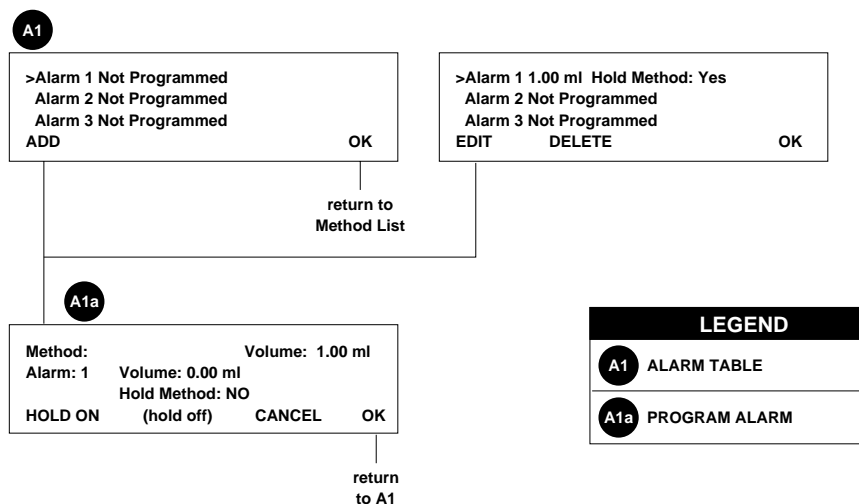 A1
>Alarm 1 Not Programmed
Alarm 2 Not Programmed
Alarm 3 Not Programmed
ADD OK
return to
Method List
>Alarm 1 1.00 ml Hold Method: Yes
Alarm 2 Not Programmed
Alarm 3 Not Programmed
EDIT DELETE OK
A1a
Method: Volume: 1.00 ml
Alarm: 1 Volume: 0.00 ml
Hold Method: NO
HOLD ON (hold off) CANCEL OK
return
to A1
LEGEND
A1 ALARM TABLE
A1a PROGRAM ALARM